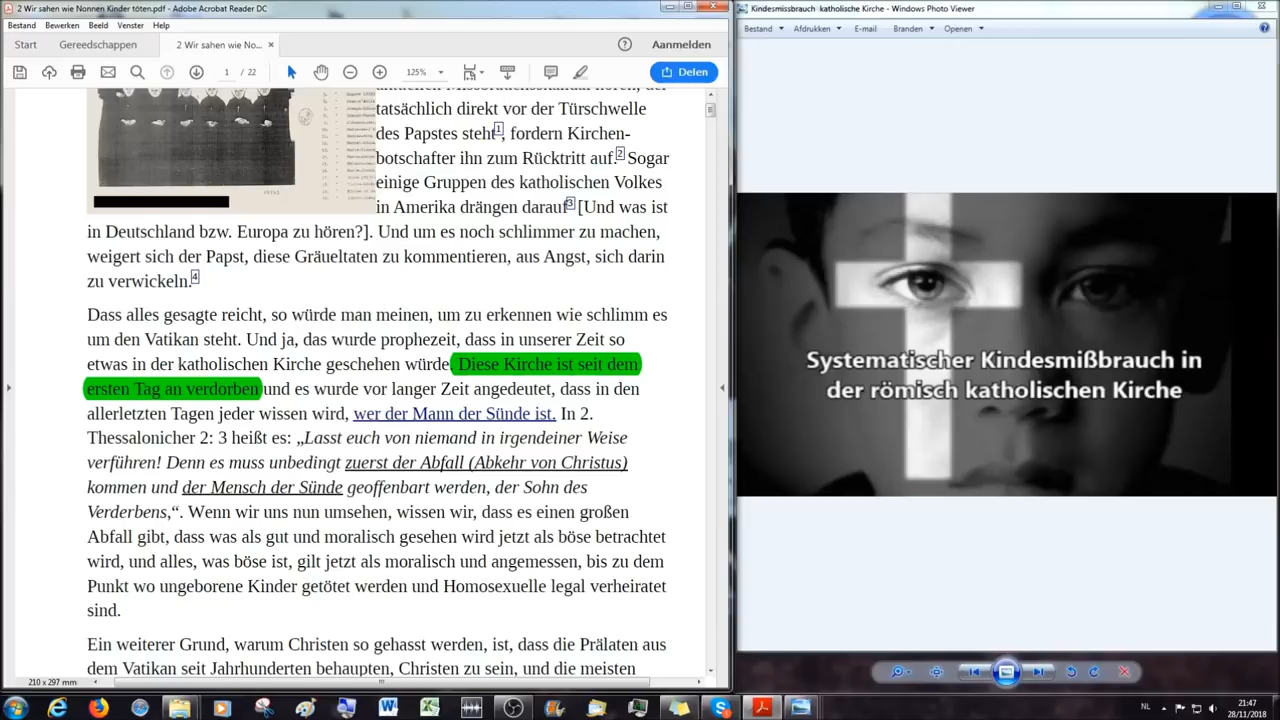 2 Wir sahen wie Nonnen Kinder töten.pdf - Adobe Acrobat Reader DC
Bestand Bewerken Beeld Venster Help
Start Gereedschappen 2 Wir sahen wie No... × Aanmelden
1 / 22 125% Delen
tatsächlich direkt vor der Türschwelle
des Papstes steht1, fordern Kirchen-
botschafter ihn zum Rücktritt auf.2 Sogar
einige Gruppen des katholischen Volkes
in Amerika drängen darauf3 [Und was ist
in Deutschland bzw. Europa zu hören?]. Und um es noch schlimmer zu machen,
weigert sich der Papst, diese Gräueltaten zu kommentieren, aus Angst, sich darin
zu verwickeln.4
Dass alles gesagte reicht, so würde man meinen, um zu erkennen wie schlimm es
um den Vatikan steht. Und ja, das wurde prophezeit, dass in unserer Zeit so
etwas in der katholischen Kirche geschehen würde. Diese Kirche ist seit dem
ersten Tag an verdorben und es wurde vor langer Zeit angedeutet, dass in den
allerletzten Tagen jeder wissen wird, wer der Mann der Sünde ist. In 2.
Thessalonicher 2: 3 heißt es: „Lasst euch von niemand in irgendeiner Weise
verführen! Denn es muss unbedingt zuerst der Abfall (Abkehr von Christus)
kommen und der Mensch der Sünde geoffenbart werden, der Sohn des
Verderbens,“. Wenn wir uns nun umsehen, wissen wir, dass es einen großen
Abfall gibt, dass was als gut und moralisch gesehen wird jetzt als böse betrachtet
wird, und alles, was böse ist, gilt jetzt als moralisch und angemessen, bis zu dem
Punkt wo ungeborene Kinder getötet werden und Homosexuelle legal verheiratet
sind.
Ein weiterer Grund, warum Christen so gehasst werden, ist, dass die Prälaten aus
dem Vatikan seit Jahrhunderten behaupten, Christen zu sein, und die meisten
210 x 297 mm
Kindesmissbrauch katholische Kirche - Windows Photo Viewer
Bestand Afdrukken E-mail Branden Openen
Systematischer Kindesmißbrauch in
der römisch katholischen Kirche
NL 21:47
28/11/2018